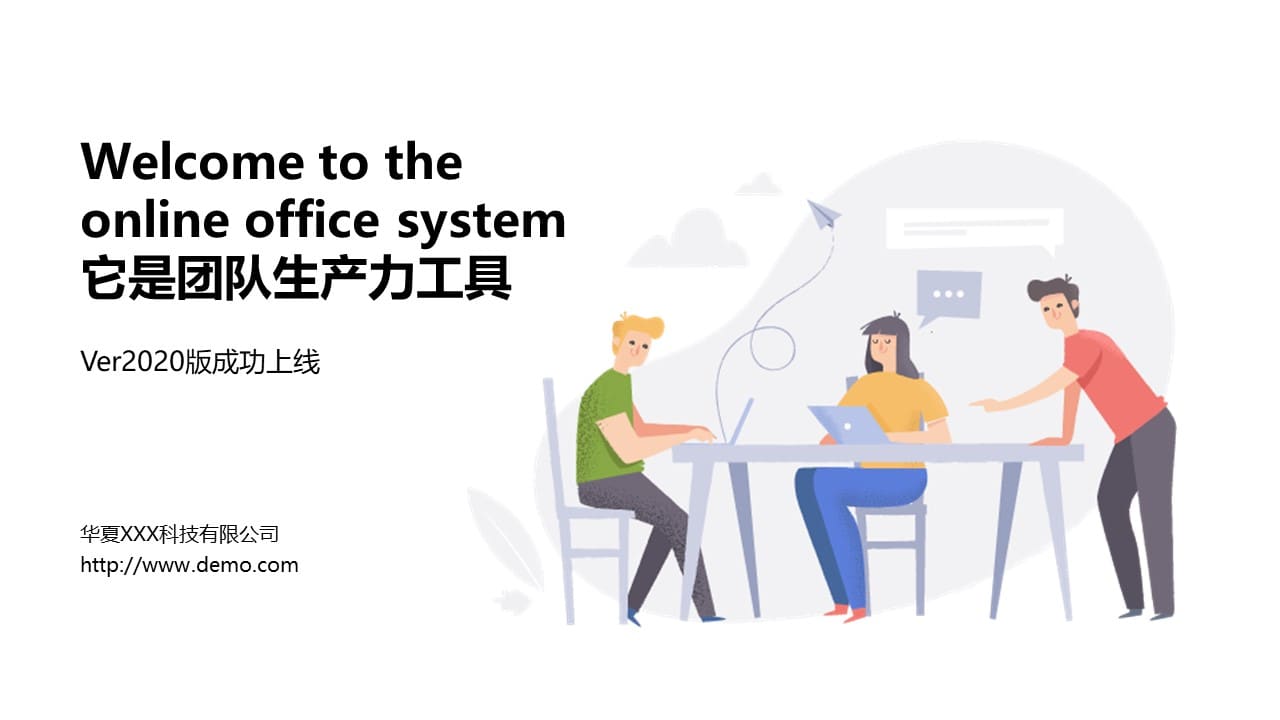 Welcome to the
online office system
它是团队生产力工具
Ver2020版成功上线
华夏XXX科技有限公司
http://www.demo.com